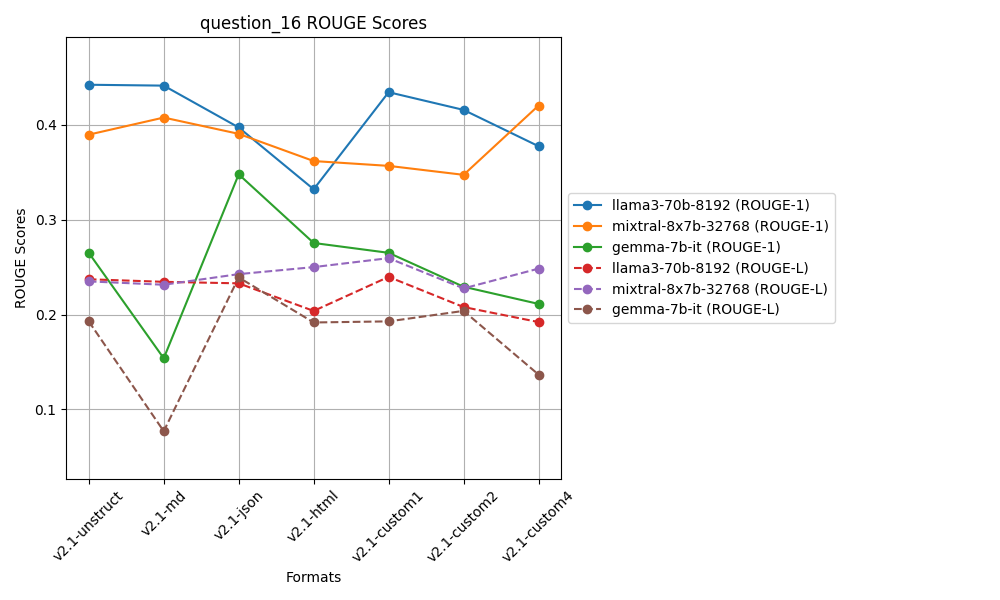 question_16 ROUGE Scores
ROUGE Scores
0.4
0.3
0.2
0.1
v2.1-unstruct
v2.1-md
v2.1-json
v2.1-html
v2.1-custom1
v2.1-custom2
v2.1-custom4
Formats
llama3-70b-8192 (ROUGE-1)
mixtral-8x7b-32768 (ROUGE-1)
gemma-7b-it (ROUGE-1)
llama3-70b-8192 (ROUGE-L)
mixtral-8x7b-32768 (ROUGE-L)
gemma-7b-it (ROUGE-L)